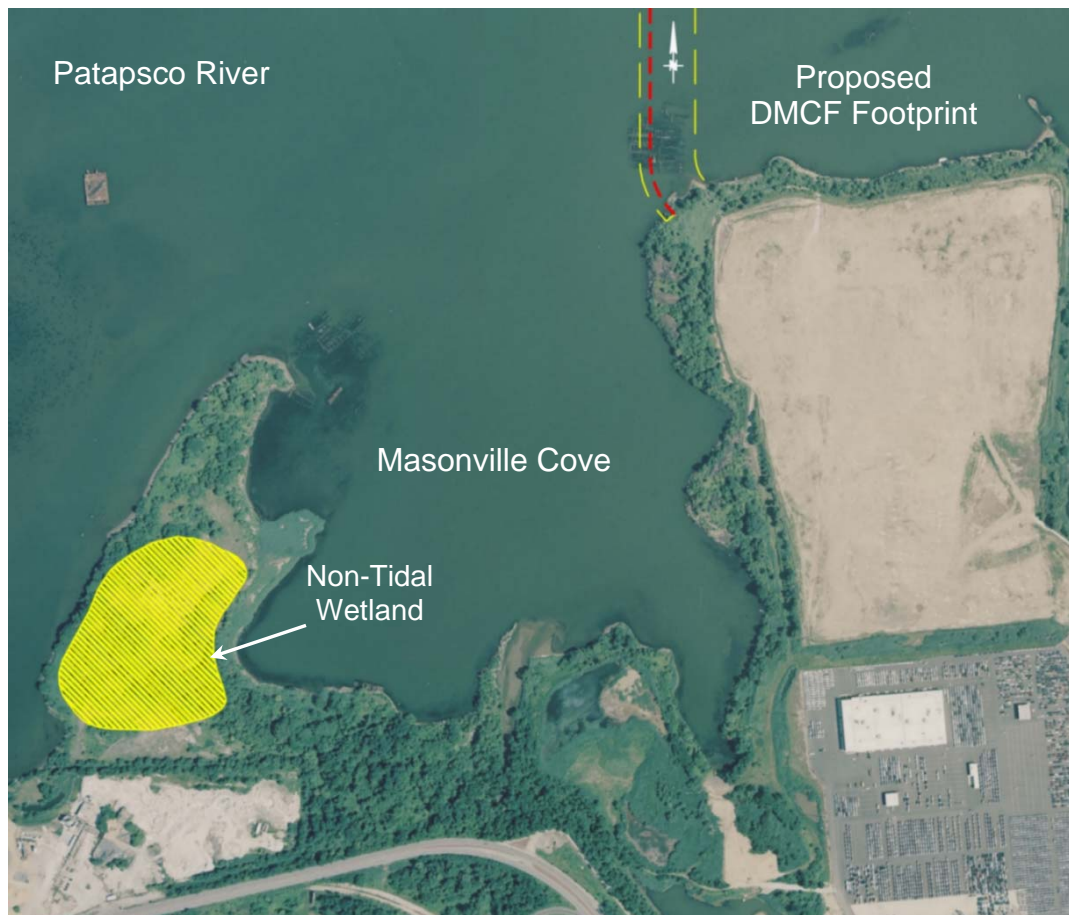 Patapsco River
Proposed
DMCF Footprint
Masonville Cove
Non-Tidal
Wetland